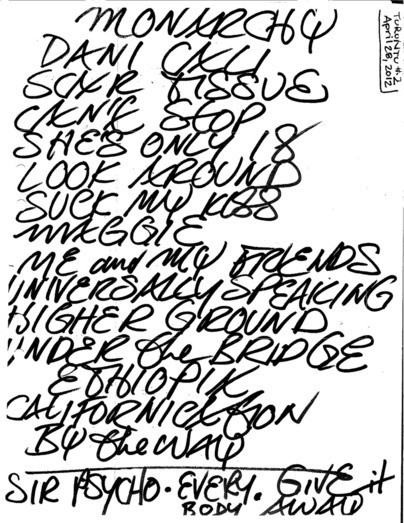 TORONTO #2
April 28, 2012
MONARCHY
DANI CALI
SCAR TISSUE
CAN'T STOP
SHE'S ONLY 18
LOOK AROUND
SUCK MY KISS
MAGGIE
ME and MY FRIENDS
UNIVERSALLY SPEAKING
HIGHER GROUND
UNDER the BRIDGE
ETHIOPIA
CALIFORNICATION
BY the WAY
SIR PSYCHO · EVERY · GIVE it
BODY AWAY